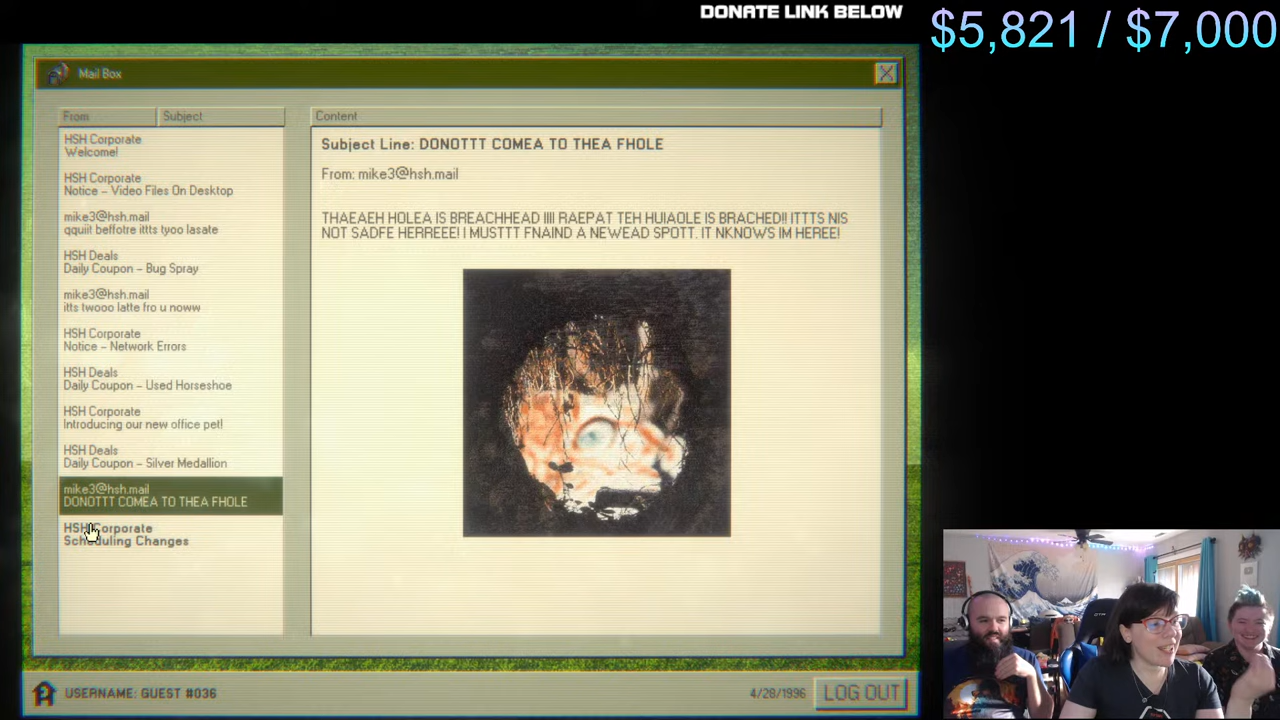 DONATE LINK BELOW
$5,821 / $7,000
Mail Box
From
Subject
HSH Corporate
Welcome!
HSH Corporate
Notice – Video Files On Desktop
mike3@hsh.mail
qquiit beffotre ittts tyoo lasate
HSH Deals
Daily Coupon – Bug Spray
mike3@hsh.mail
itts twooo latte fro u noww
HSH Corporate
Notice – Network Errors
HSH Deals
Daily Coupon – Used Horseshoe
HSH Corporate
Introducing our new office pet!
HSH Deals
Daily Coupon – Silver Medallion
mike3@hsh.mail
DONOTTT COMEA TO THEA FHOLE
HSH Corporate
Scheduling Changes
Content
Subject Line: DONOTTT COMEA TO THEA FHOLE
From: mike3@hsh.mail
THAEAEH HOLEA IS BREACHHEAD IIII RAEPAT TEH HUIAOLE IS BRACHED!! ITTTS NIS
NOT SADFE HERREEE! I MUSTTT FNAIND A NEWEAD SPOTT. IT NKNOWS IM HEREE!
USERNAME: GUEST #036
4/28/1996
LOG OUT